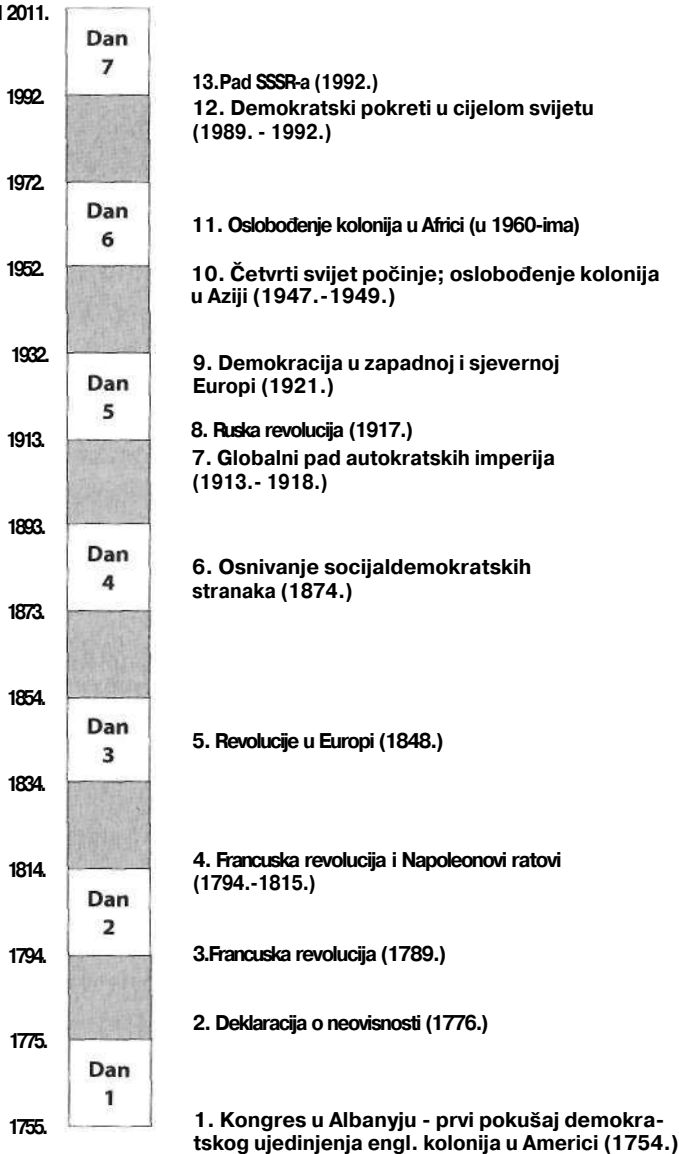 2011.
Dan
7
13.Pad SSSR-a (1992.)
1992.
12. Demokratski pokreti u cijelom svijetu
(1989. - 1992.)
1972.
Dan
6
11. Oslobođenje kolonija u Africi (u 1960-ima)
1952.
10. Četvrti svijet počinje; oslobođenje kolonija
u Aziji (1947.-1949.)
1932.
9. Demokracija u zapadnoj i sjevernoj
Europi (1921.)
Dan
5
8. Ruska revolucija (1917.)
1913.
7. Globalni pad autokratskih imperija
(1913.- 1918.)
1893.
Dan
4
6. Osnivanje socijaldemokratskih
stranaka (1874.)
1873.
1854.
Dan
3
5. Revolucije u Europi (1848.)
1834.
4. Francuska revolucija i Napoleonovi ratovi
(1794.-1815.)
1814.
Dan
2
1794.
3.Francuska revolucija (1789.)
2. Deklaracija o neovisnosti (1776.)
1775.
Dan
1
1755.
1. Kongres u Albanyju - prvi pokušaj demokra-
tskog ujedinjenja engl. kolonija u Americi (1754.)